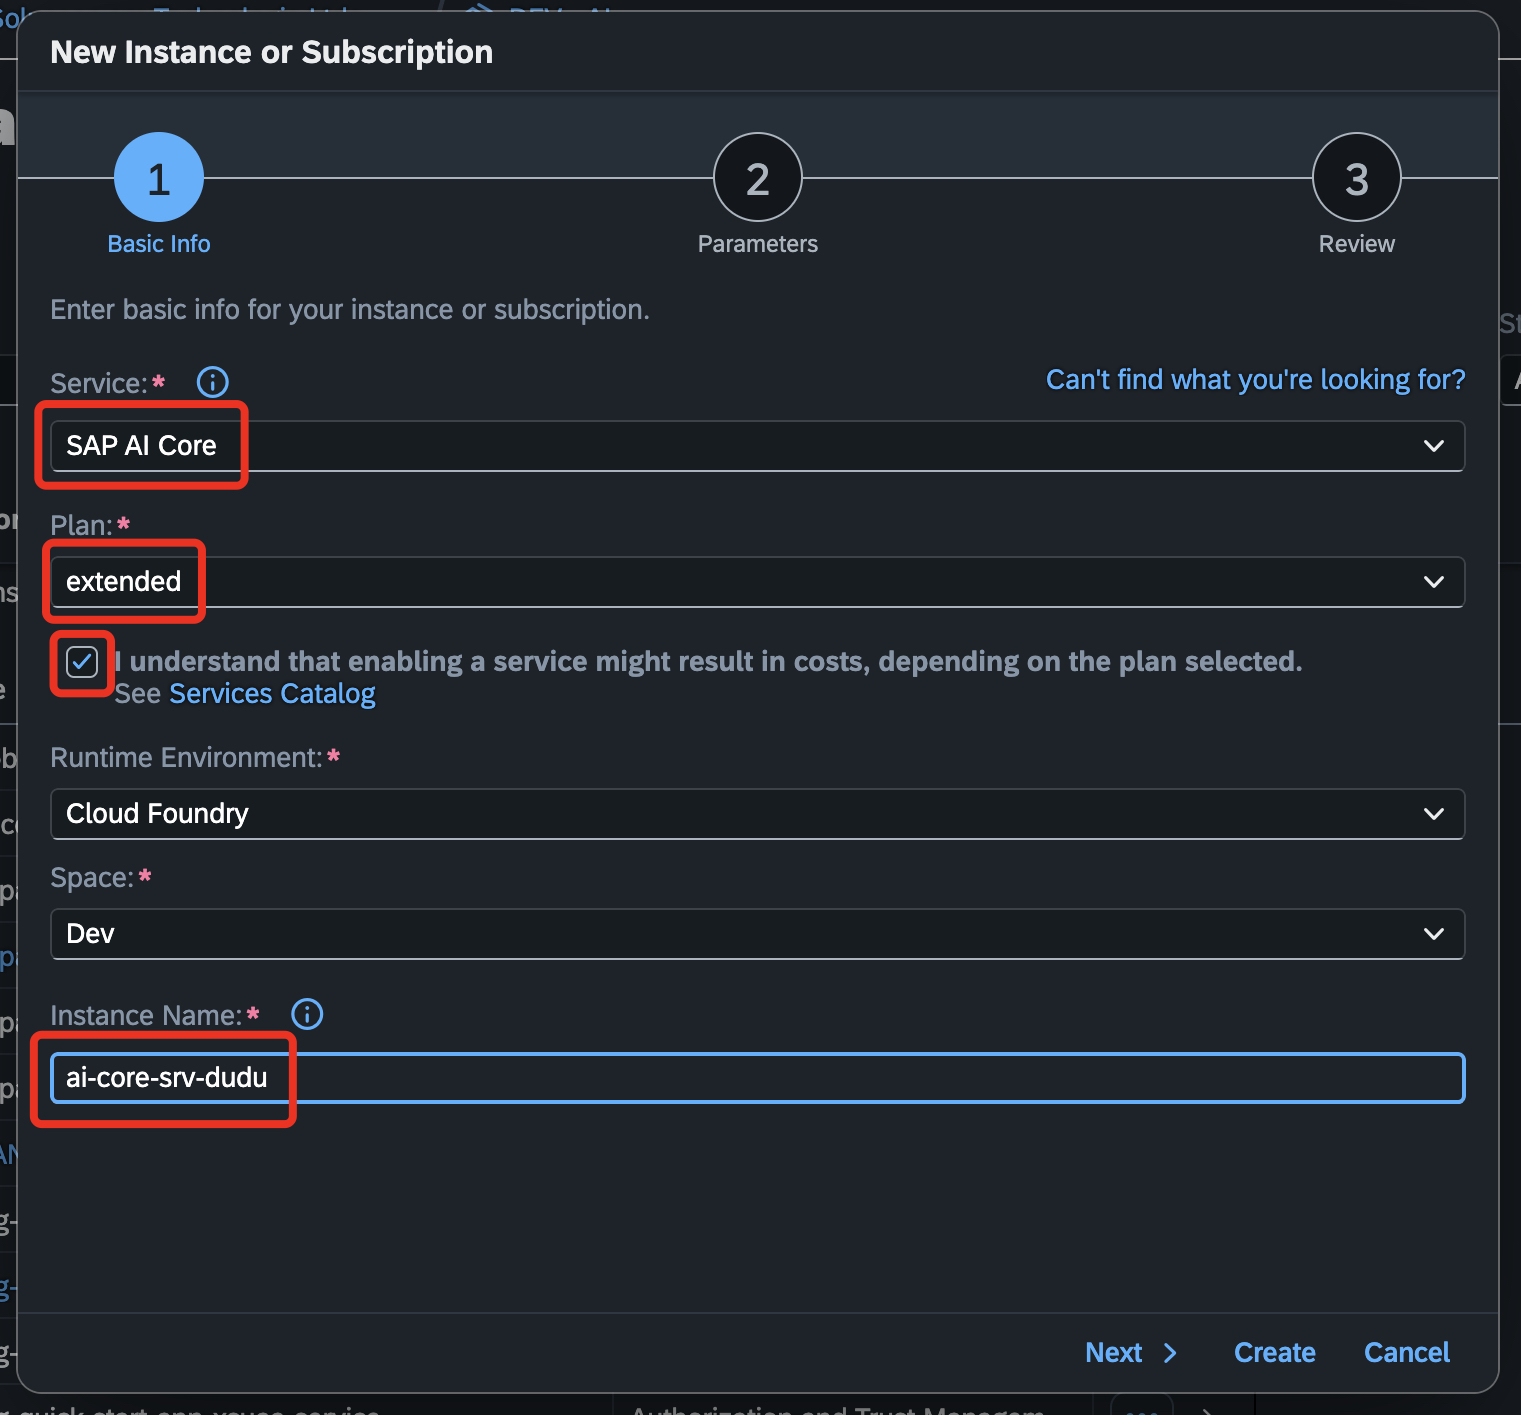 New Instance or Subscription
1
Basic Info
2
Parameters
3
Review
Enter basic info for your instance or subscription.
Service:*
Can't find what you're looking for?
SAP AI Core
Plan:*
extended
I understand that enabling a service might result in costs, depending on the plan selected.
See Services Catalog
Runtime Environment:*
Cloud Foundry
Space:*
Dev
Instance Name:*
ai-core-srv-dudu
Next
Create
Cancel